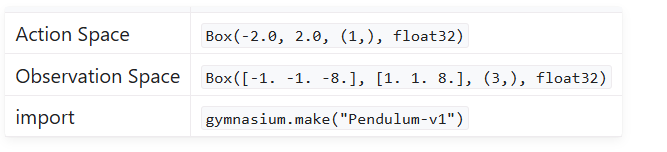 Action Space Box(-2.0, 2.0, (1,), float32)
Observation Space Box([-1. -1. -8.], [1. 1. 8.], (3,), float32)
import gymnasium.make("Pendulum-v1")